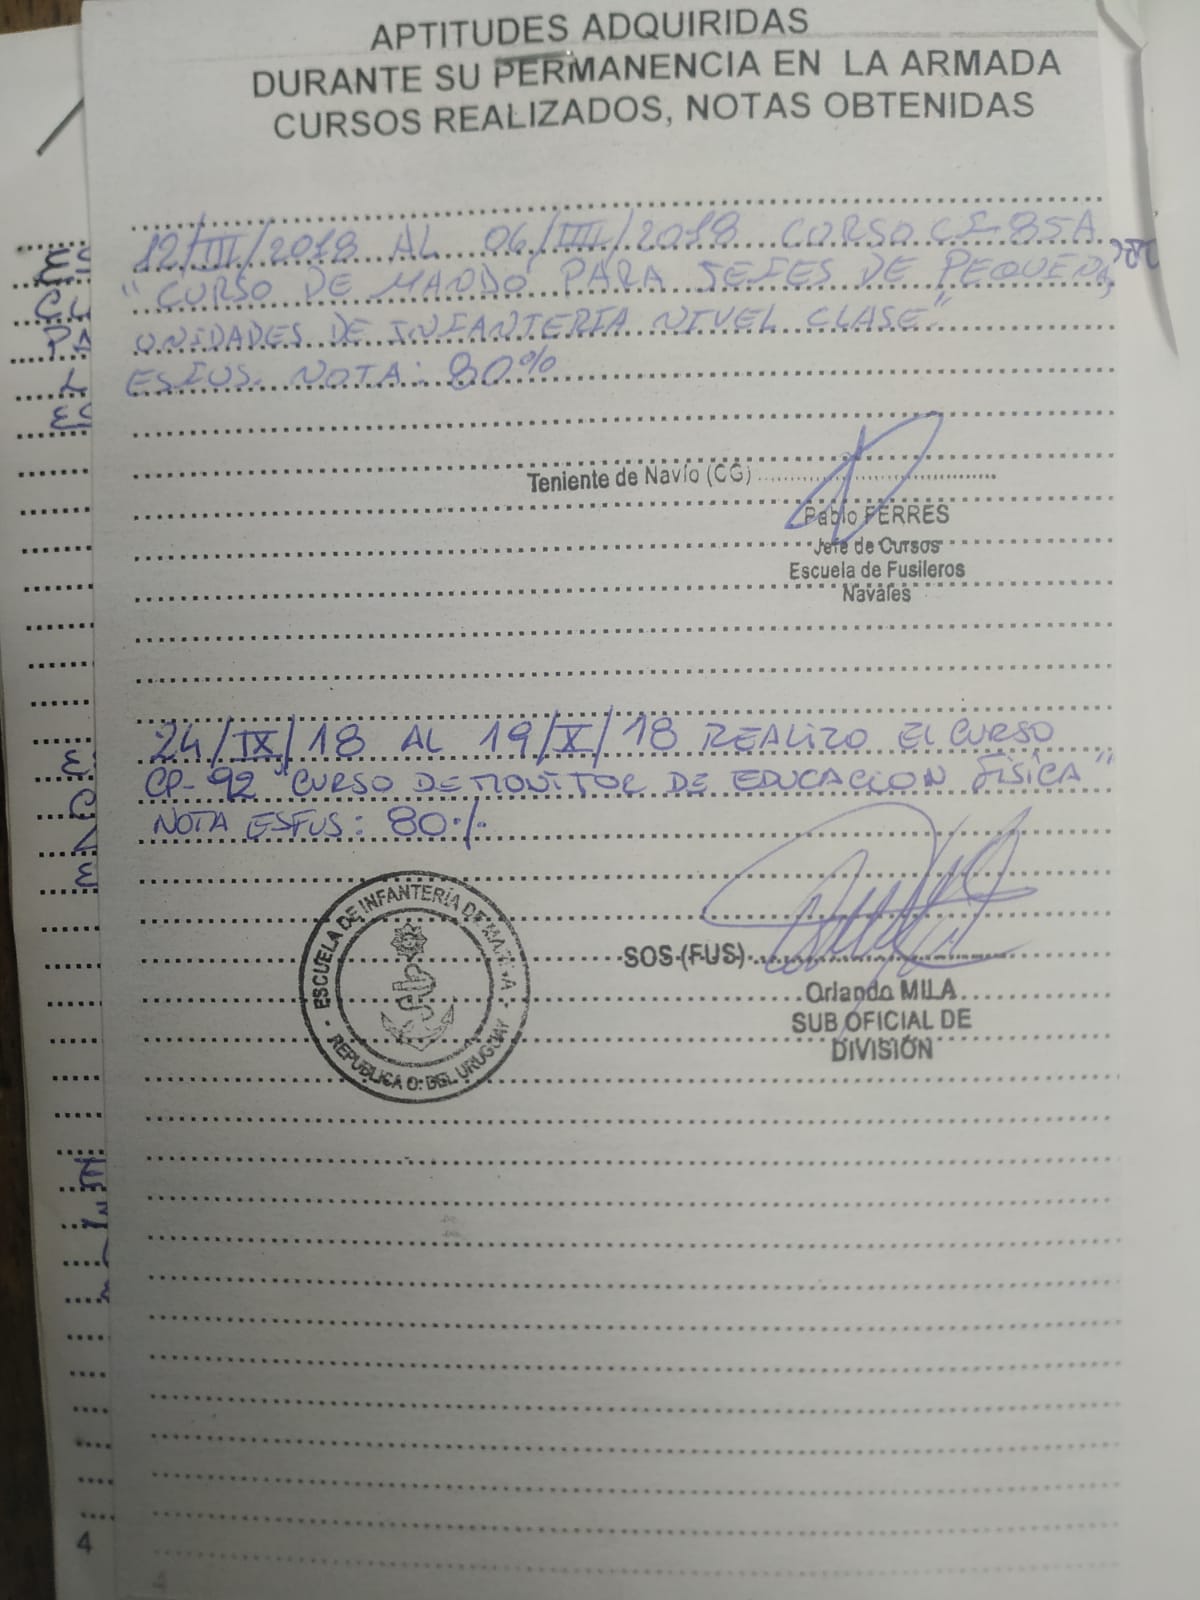 APTITUDES ADQUIRIDAS
DURANTE SU PERMANENCIA EN LA ARMADA
CURSOS REALIZADOS, NOTAS OBTENIDAS
12/III/2018 AL 06/IIII/2018 CURSO CI-85A
"CURSO DE MANDO PARA JEFES DE PEQUEÑAS
UNIDADES DE INFANTERIA NIVEL CLASE"
ESFUS. NOTA: 80%
Teniente de Navío (CG)
Pablo FERRES
Jefe de Cursos
Escuela de Fusileros
Navales
24/IX/18 AL 19/X/18 REALIZO EL CURSO
CP-92 "CURSO DE MONITOR DE EDUCACION FISICA"
NOTA ESFUS: 80·/·
ESCUELA DE INFANTERÍA DE MARINA
REPUBLICA O. DEL URUGUAY
SOS (FUS)
Orlando MILA
SUB OFICIAL DE
DIVISIÓN
4